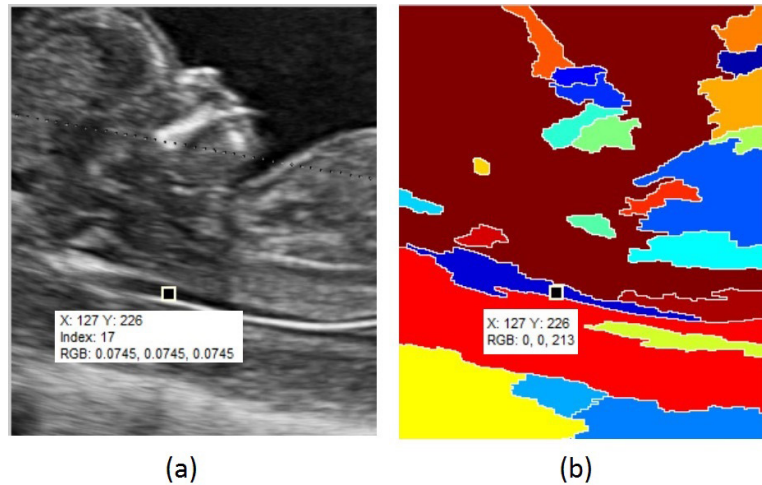 X: 127 Y: 226
Index: 17
RGB: 0.0745, 0.0745, 0.0745
X: 127 Y: 226
RGB: 0, 0, 213
(a)
(b)